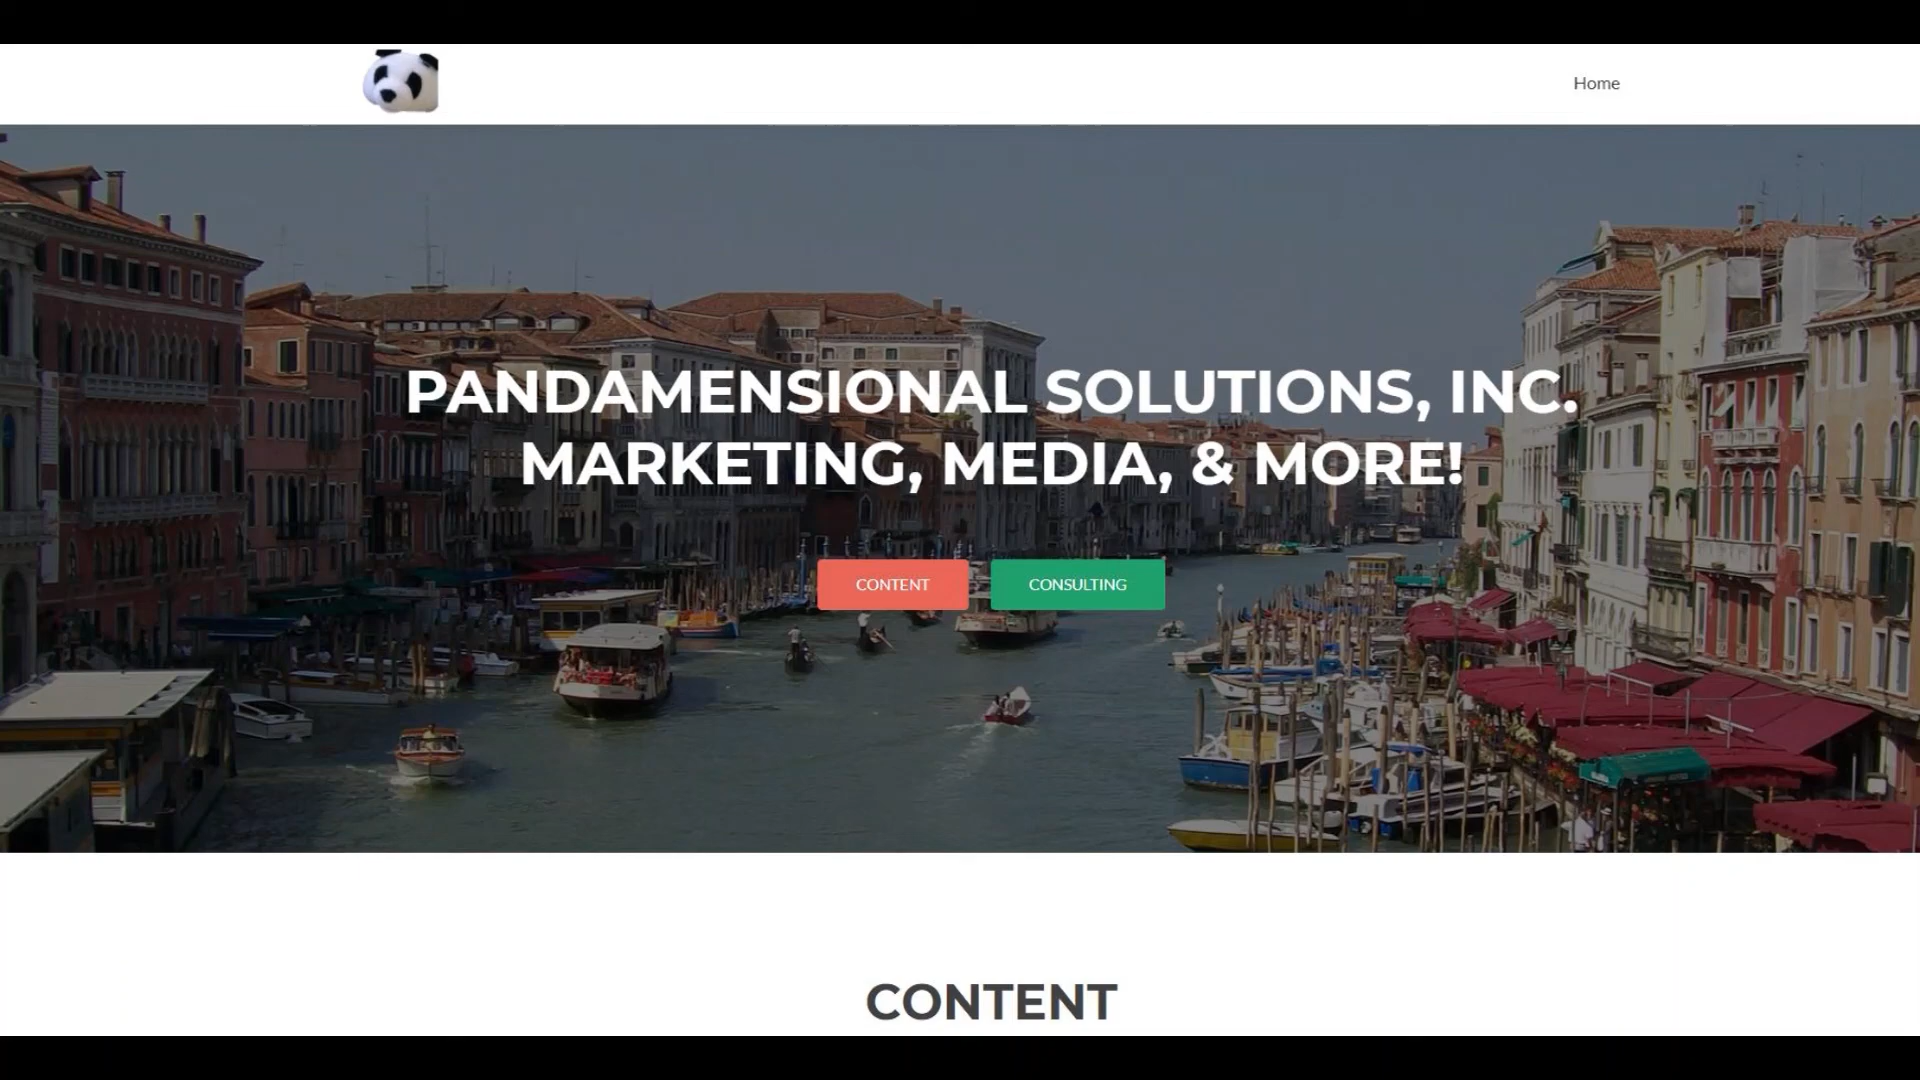 Home
PANDAMENSIONAL SOLUTIONS, INC.
MARKETING, MEDIA, & MORE!
CONTENT
CONSULTING
CONTENT